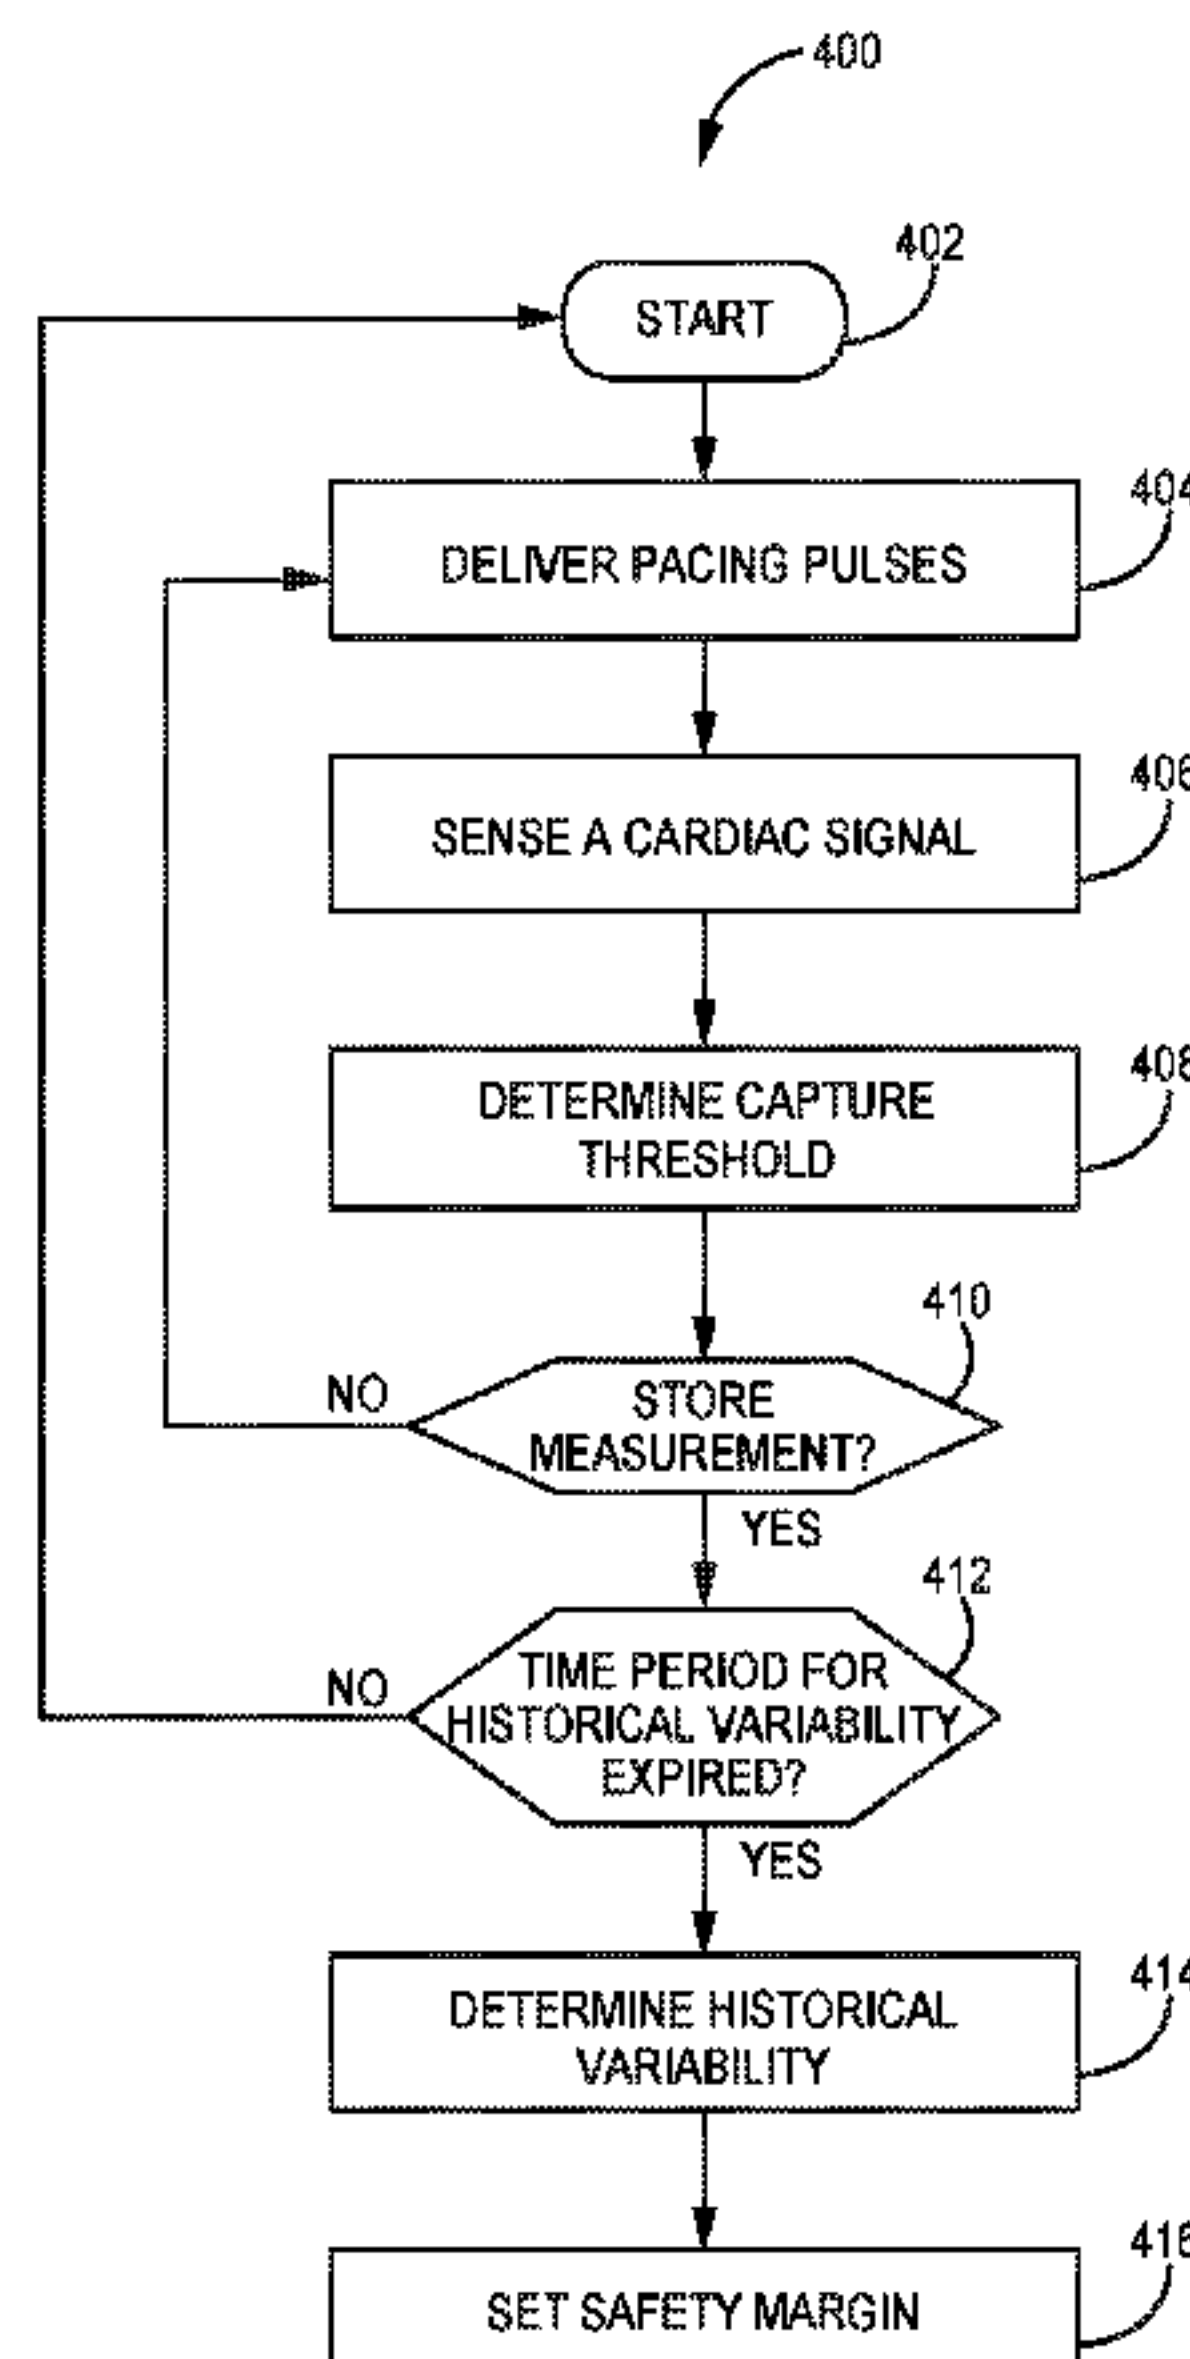 400
402
START
404
DELIVER PACING PULSES
406
SENSE A CARDIAC SIGNAL
408
DETERMINE CAPTURE
THRESHOLD
410
NO
STORE
MEASUREMENT?
YES
412
NO
TIME PERIOD FOR
HISTORICAL VARIABILITY
EXPIRED?
YES
414
DETERMINE HISTORICAL
VARIABILITY
416
SET SAFETY MARGIN